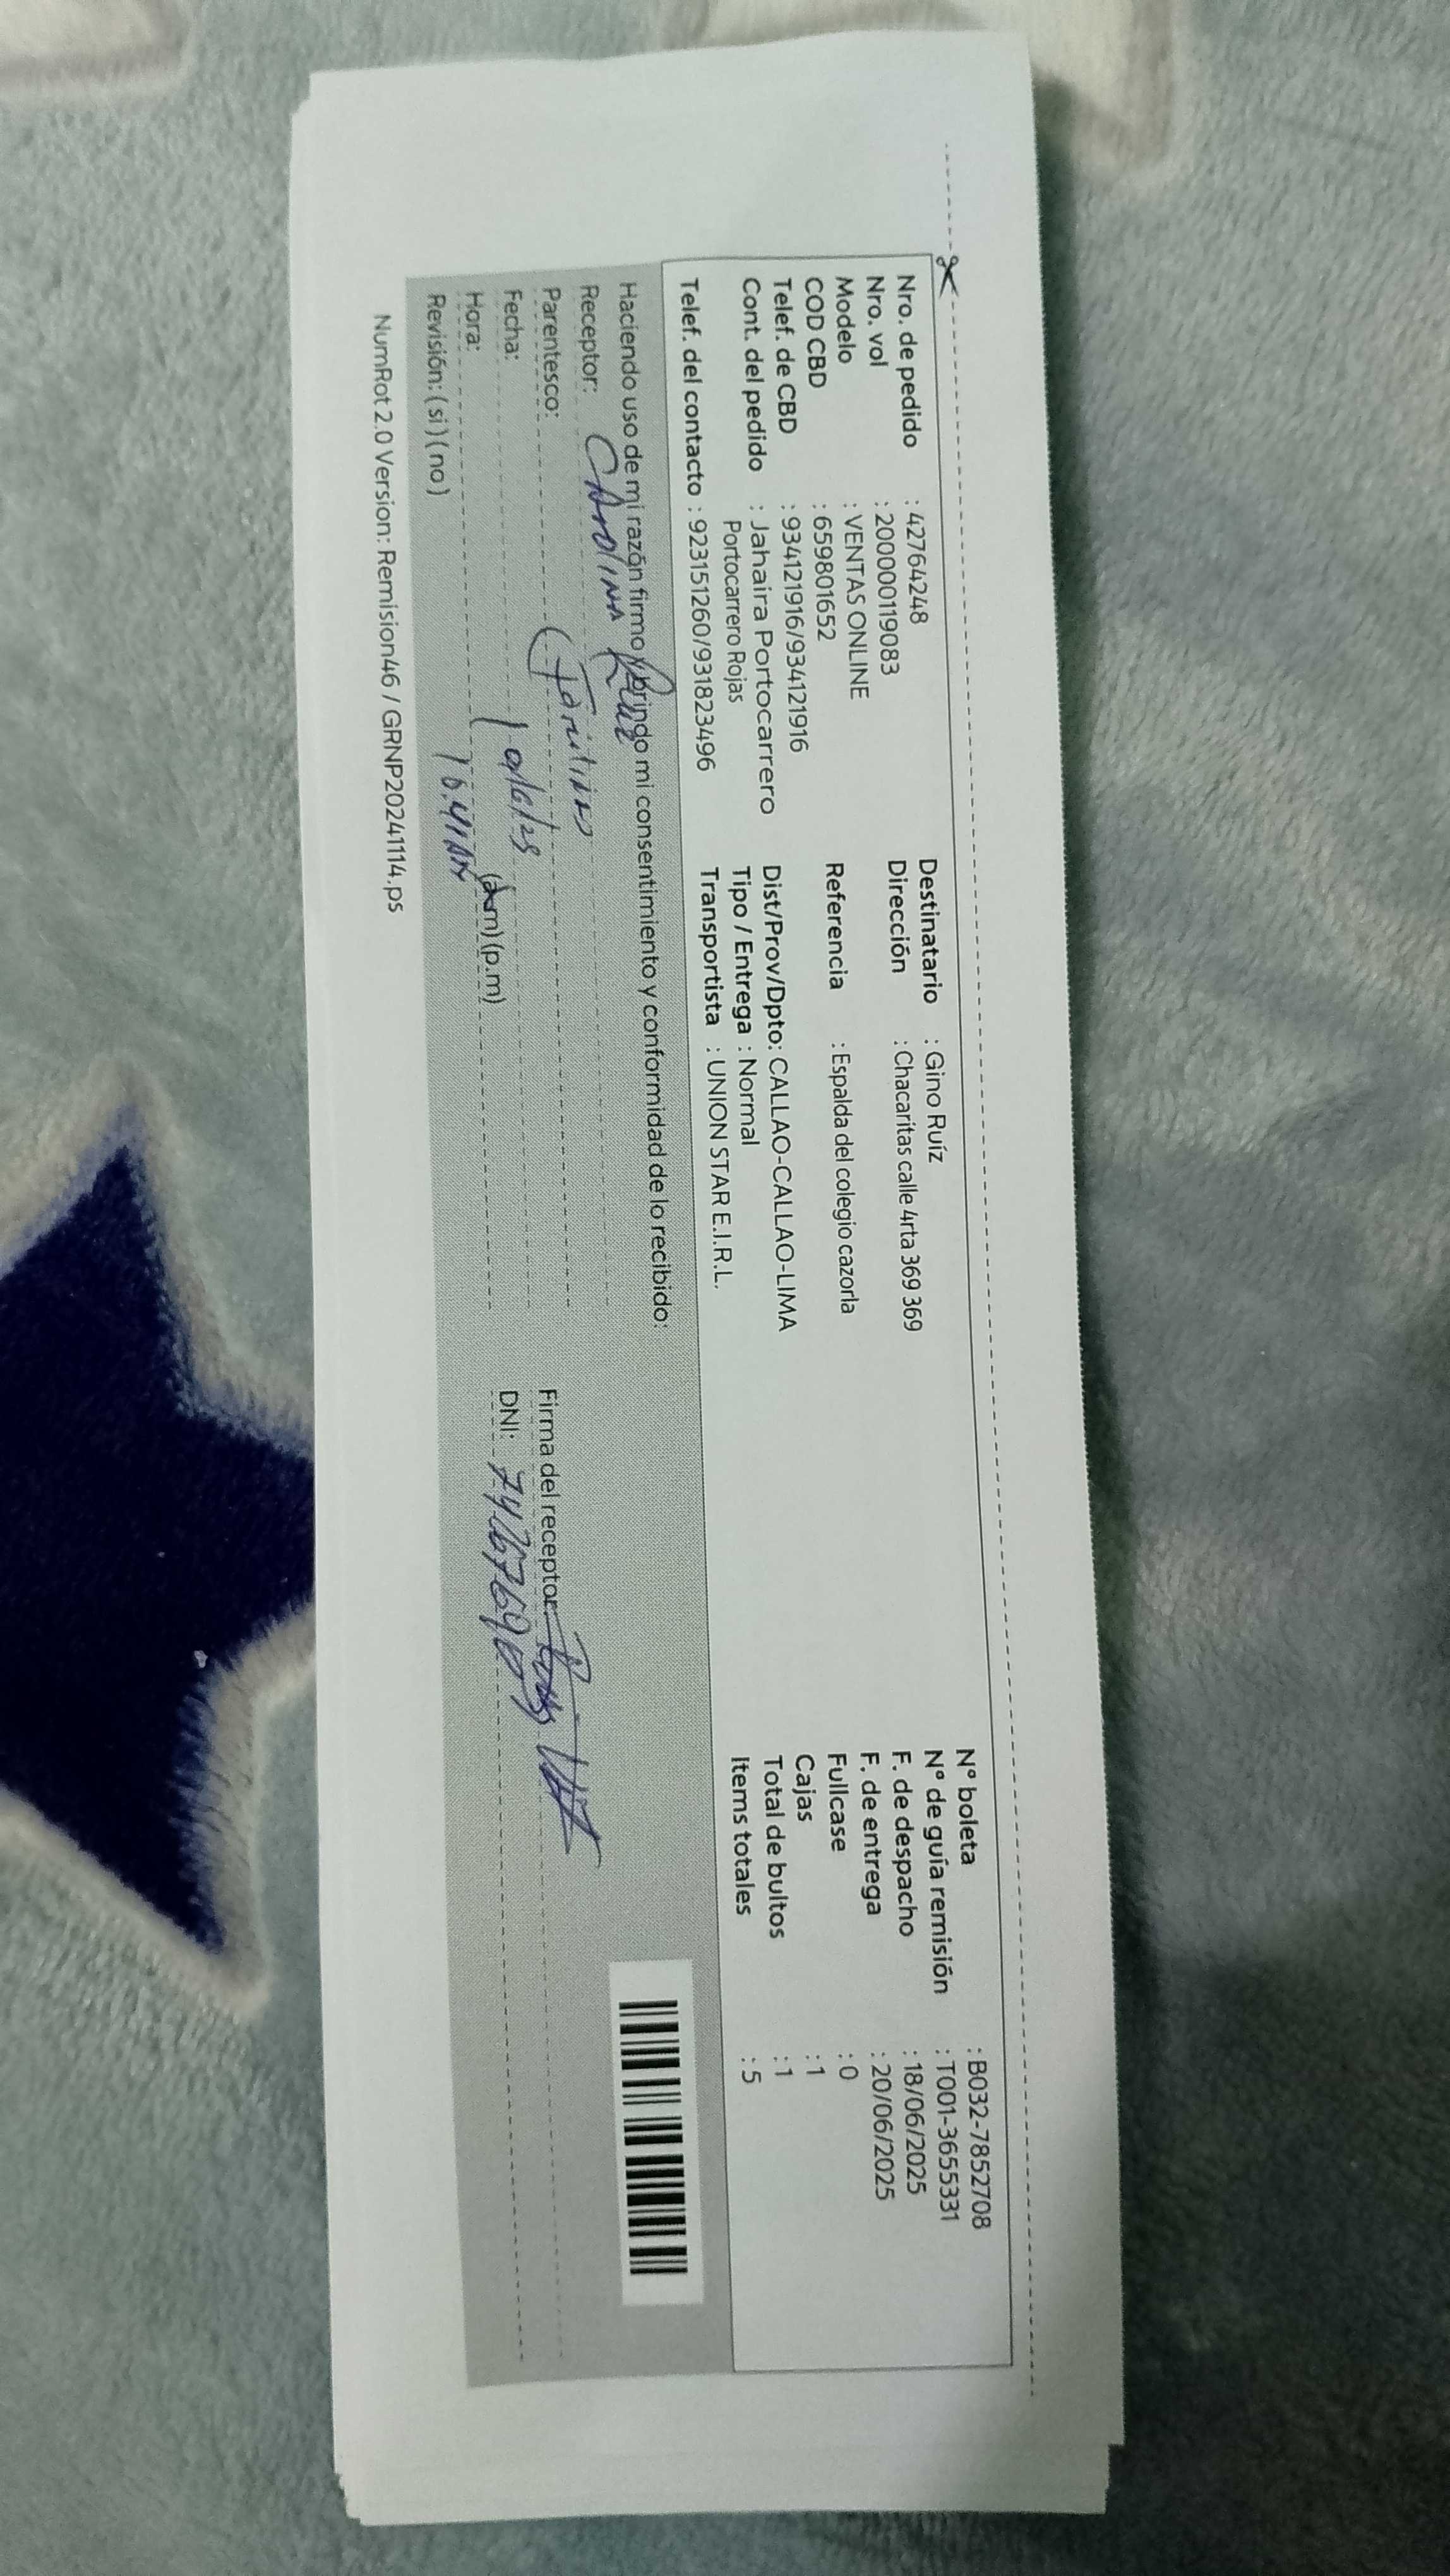 Nro. de pedido : 42764248
Nro. vol : 200000119083
Modelo : VENTAS ONLINE
COD CBD : 659801652
Telef. de CBD : 934121916/934121916
Cont. del pedido : Jahaira Portocarrero
Portocarrero Rojas
Telef. del contacto : 923151260/931823496
Destinatario : Gino Ruíz
Dirección : Chacaritas calle 4rta 369 369
Referencia : Espalda del colegio cazorla
Dist/Prov/Dpto: CALLAO-CALLAO-LIMA
Tipo / Entrega : Normal
Transportista : UNION STAR E.I.R.L.
N° boleta : B032-7852708
N° de guía remisión : T001-3655331
F. de despacho : 18/06/2025
F. de entrega : 20/06/2025
Fullcase : 0
Cajas : 1
Total de bultos : 1
Items totales : 5
Haciendo uso de mi razón firmo y brindo mi consentimiento y conformidad de lo recibido:
Receptor: CArolinA Ruiz
Parentesco:
Fecha:
Hora: (a.m) (p.m)
Revisión: ( si ) ( no )
Firma del receptor:
DNI:
NumRot 2.0 Version: Remision46 / GRNP20241114.ps